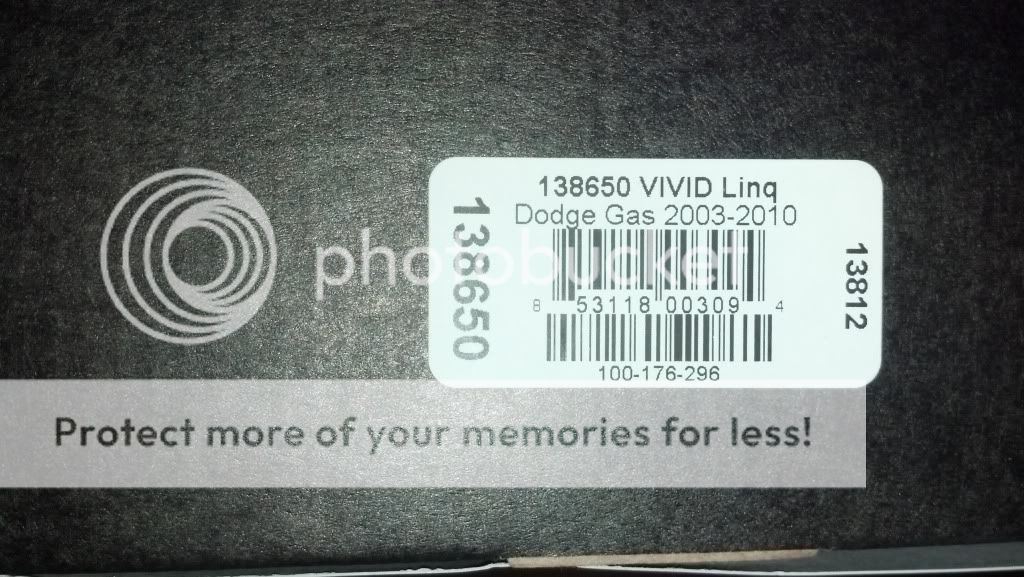 138650 VIVID Linq
Dodge Gas 2003-2010
138650
13812
photobucket
8 53118 00309 4
100-176-296
Protect more of your memories for less!